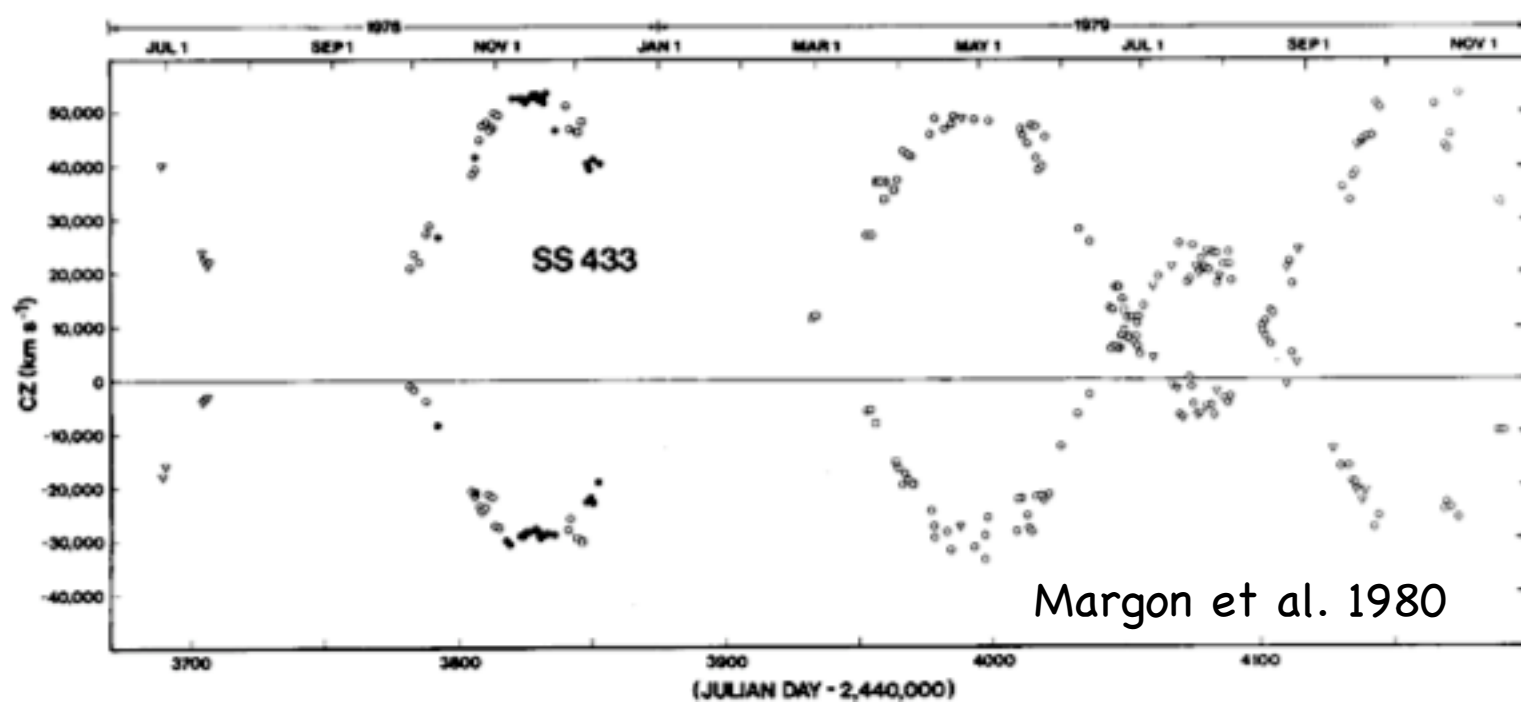 1978 1979
JUL 1 SEP 1 NOV 1 JAN 1 MAR 1 MAY 1 JUL 1 SEP 1 NOV 1
50,000
40,000
30,000
SS 433
20,000
CZ (km s⁻¹)
10,000
0
-10,000
-20,000
-30,000
-40,000
Margon et al. 1980
3700 3800 3900 4000 4100
(JULIAN DAY - 2,440,000)